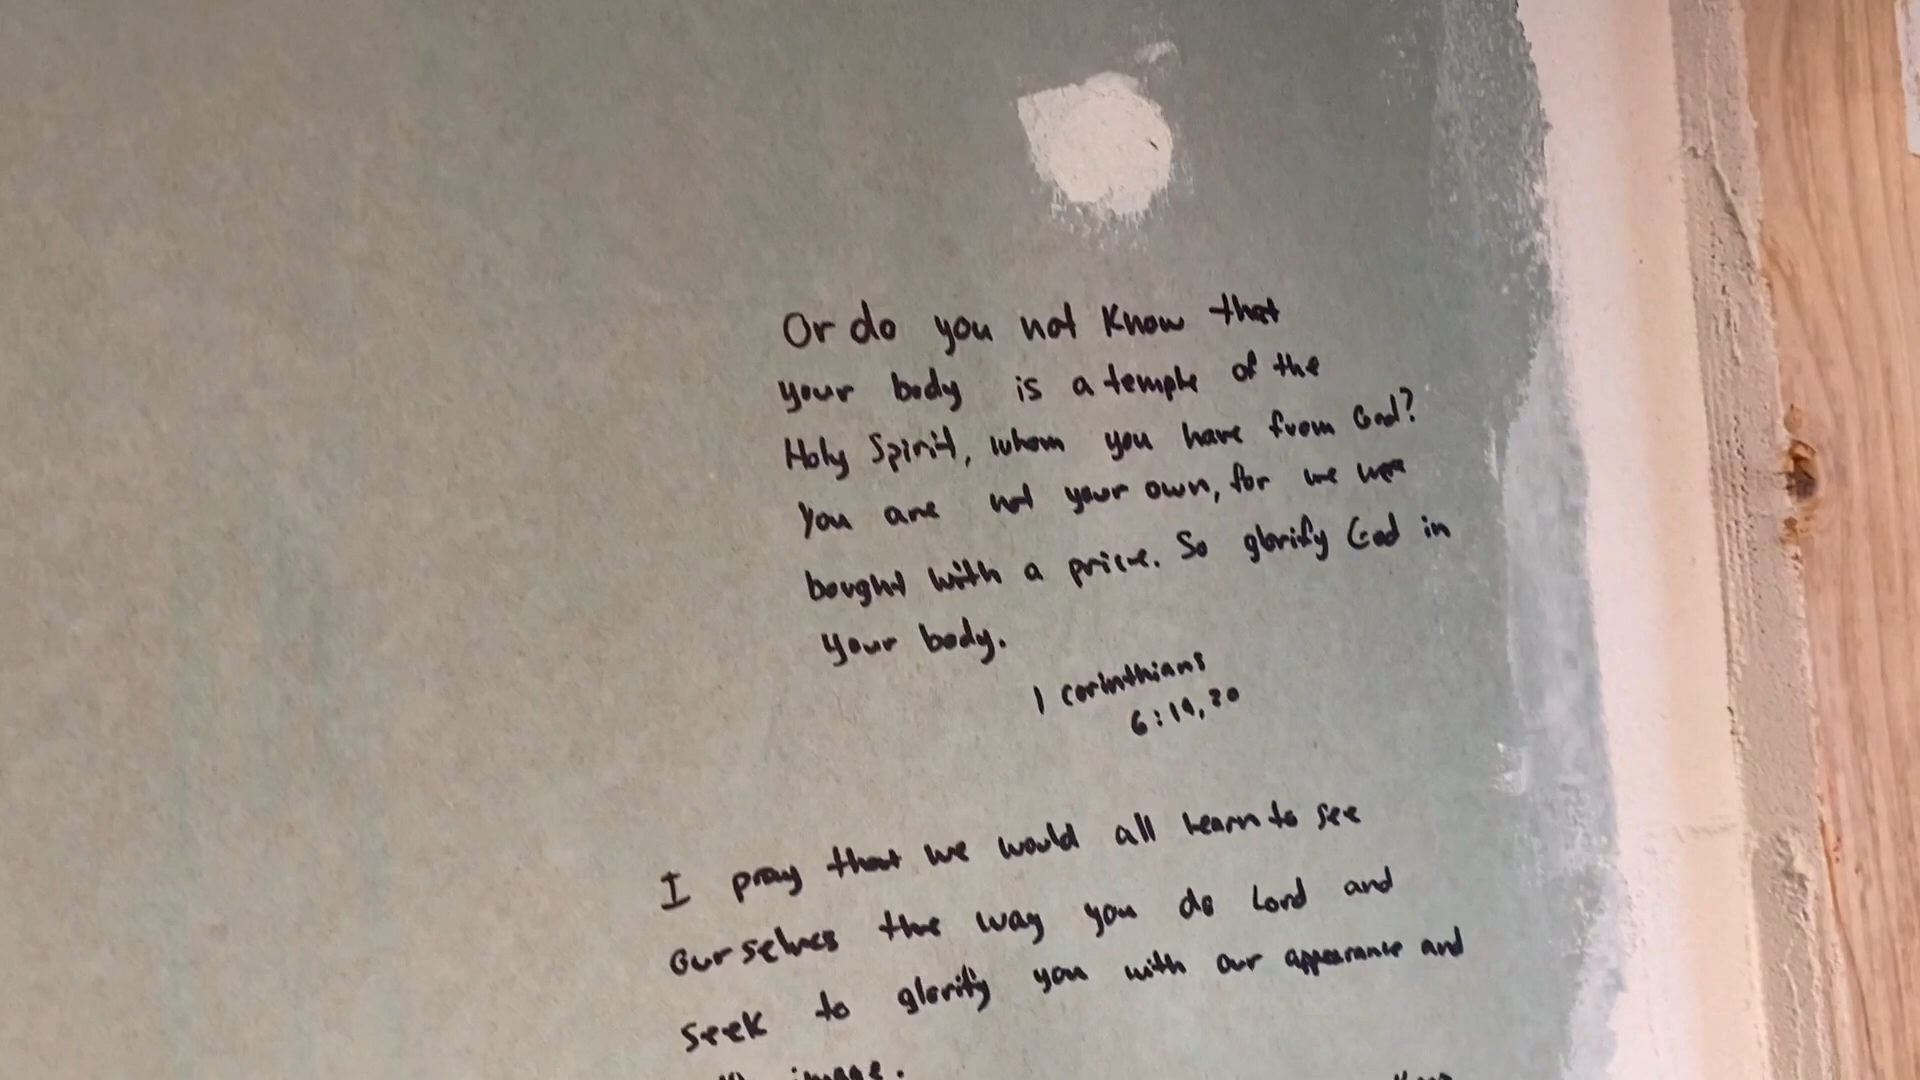 Or do you not Know that
your body is a temple of the
Holy Spirit, whom you have from God?
You are not your own, for we were
bought with a price. So glorify God in
your body.
1 corinthians
6:19,20
I pray that we would all learn to see
ourselves the way you do Lord and
seek to glorify you with our appearance and
image.